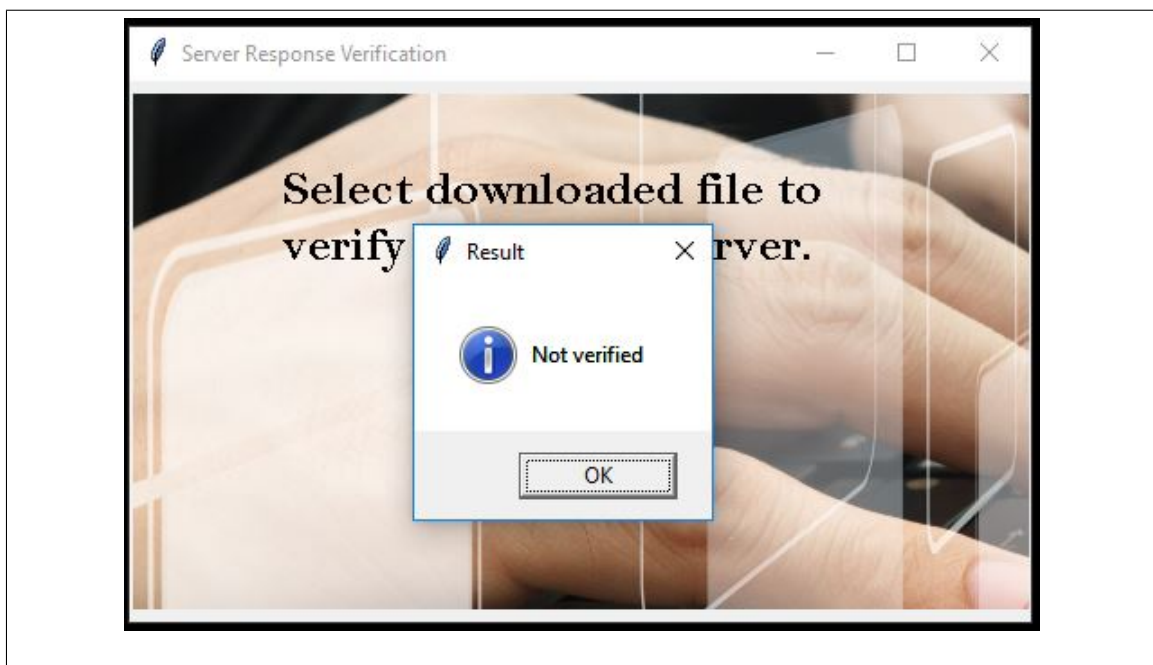 Server Response Verification
Select downloaded file to
verify rver.
Result
Not verified
OK